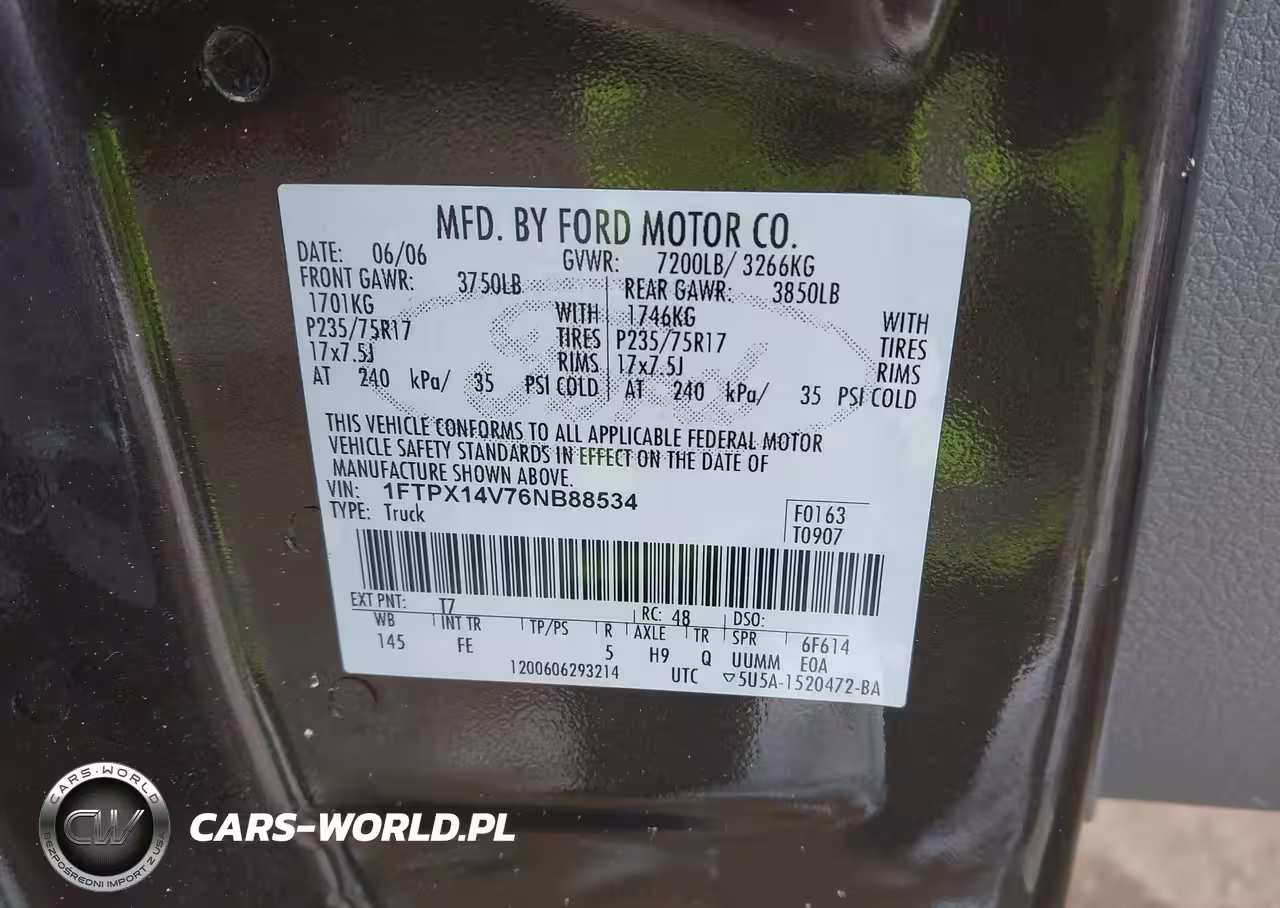 MFD. BY FORD MOTOR CO.
DATE: 06/06 GVWR: 7200LB/ 3266KG
FRONT GAWR: 3750LB REAR GAWR: 3850LB
1701KG WITH 1746KG WITH
P235/75R17 TIRES P235/75R17 TIRES
17x7.5J RIMS 17x7.5J RIMS
AT 240 kPa/ 35 PSI COLD AT 240 kPa/ 35 PSI COLD
THIS VEHICLE CONFORMS TO ALL APPLICABLE FEDERAL MOTOR
VEHICLE SAFETY STANDARDS IN EFFECT ON THE DATE OF
MANUFACTURE SHOWN ABOVE.
VIN: 1FTPX14V76NB88534
TYPE: Truck F0163
T0907
EXT PNT: T7 RC: 48 DSO:
WB INT TR TP/PS R AXLE TR SPR 6F614
145 FE 5 H9 Q UUMM EOA
1200606293214 UTC ▽5U5A-1520472-BA
Ford
CARS-WORLD
CW
BEZPOŚREDNI IMPORT Z USA
CARS-WORLD.PL